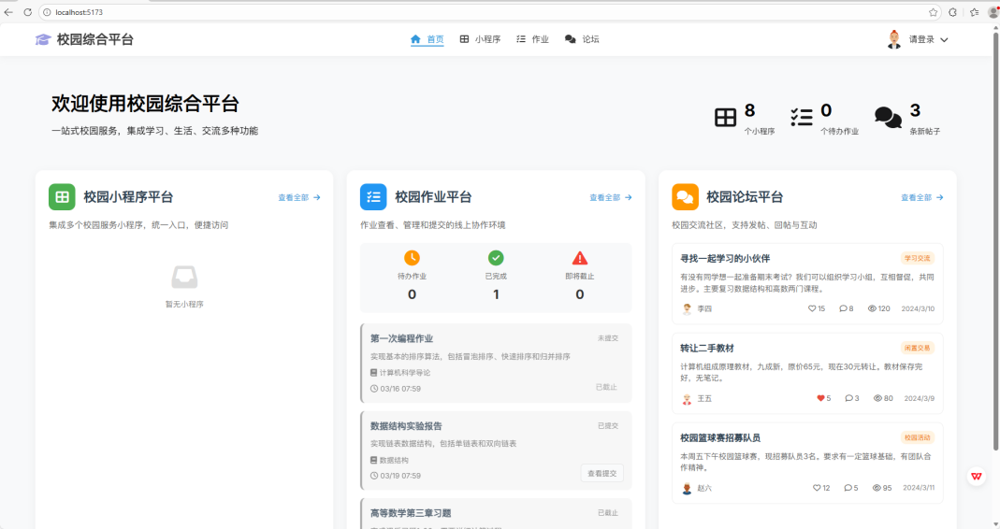 localhost:5173
校园综合平台
首页
小程序
作业
论坛
请登录
欢迎使用校园综合平台
一站式校园服务，集成学习、生活、交流多种功能
8
个小程序
0
个待办作业
3
条新帖子
校园小程序平台
查看全部 →
集成多个校园服务小程序，统一入口，便捷访问
暂无小程序
校园作业平台
查看全部 →
作业查看、管理和提交的线上协作环境
待办作业
0
已完成
1
即将截止
0
第一次编程作业
未提交
实现基本的排序算法，包括冒泡排序、快速排序和归并排序
计算机科学导论
03/16 07:59
已截止
数据结构实验报告
已提交
实现链表数据结构，包括单链表和双向链表
数据结构
03/19 07:59
查看提交
高等数学第三章习题
已截止
校园论坛平台
查看全部 →
校园交流社区，支持发帖、回帖与互动
寻找一起学习的小伙伴
学习交流
有没有同学想一起准备期末考试？我们可以组织学习小组，互相督促，共同
进步。主要复习数据结构和高数两门课程。
李四
15
8
120
2024/3/10
转让二手教材
闲置交易
计算机组成原理教材，九成新，原价65元，现在30元转让。教材保存完
好，无笔记。
王五
5
3
80
2024/3/9
校园篮球赛招募队员
校园活动
本周五下午校园篮球赛，现招募队员3名。要求有一定篮球基础，有团队合
作精神。
赵六
12
5
95
2024/3/11